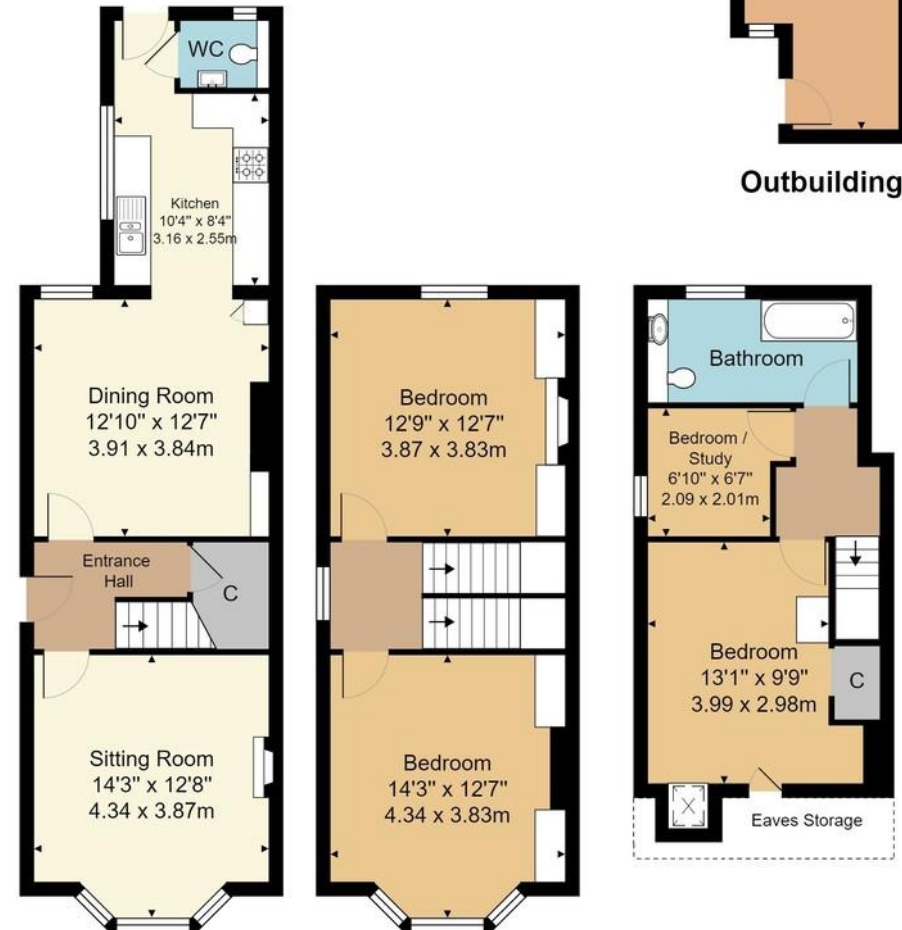 WC
Kitchen
10'4" x 8'4"
3.16 x 2.55m
Dining Room
12'10" x 12'7"
3.91 x 3.84m
Entrance
Hall
C
Sitting Room
14'3" x 12'8"
4.34 x 3.87m
Bedroom
12'9" x 12'7"
3.87 x 3.83m
Bedroom
14'3" x 12'7"
4.34 x 3.83m
Outbuilding
Bathroom
Bedroom /
Study
6'10" x 6'7"
2.09 x 2.01m
Bedroom
13'1" x 9'9"
3.99 x 2.98m
C
Eaves Storage